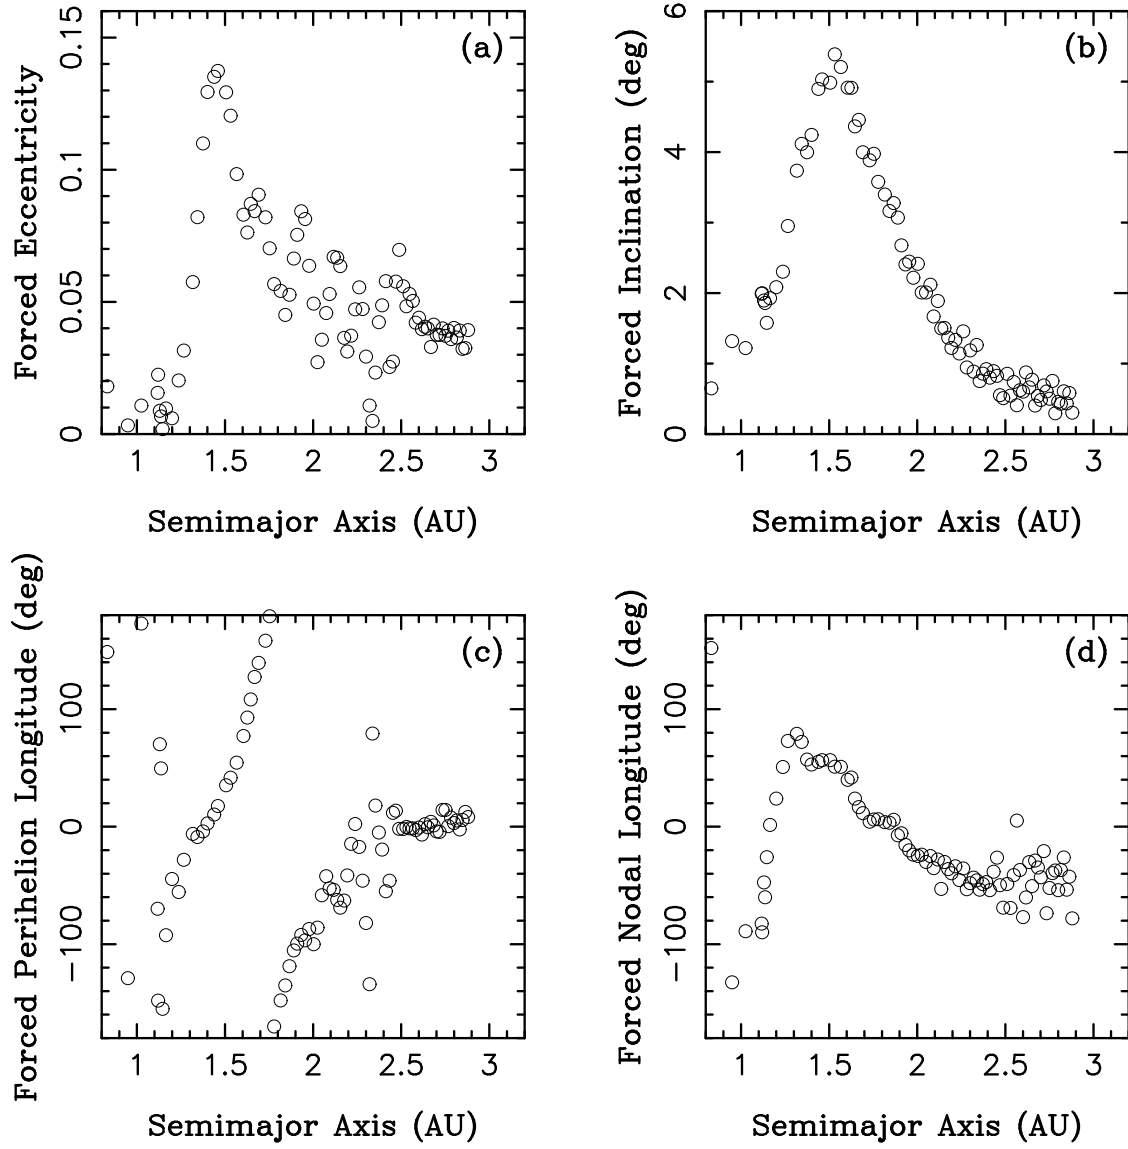 (a)
Forced Eccentricity
0.15
0.1
0.05
0
1 1.5 2 2.5 3
Semimajor Axis (AU)
(b)
Forced Inclination (deg)
6
4
2
0
1 1.5 2 2.5 3
Semimajor Axis (AU)
(c)
Forced Perihelion Longitude (deg)
100
0
−100
1 1.5 2 2.5 3
Semimajor Axis (AU)
(d)
Forced Nodal Longitude (deg)
100
0
−100
1 1.5 2 2.5 3
Semimajor Axis (AU)